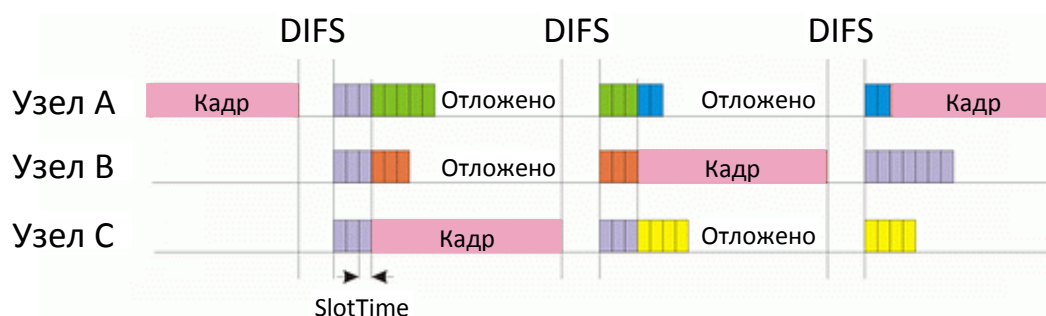 DIFS DIFS DIFS
Узел A Кадр Отложено Отложено Кадр
Узел B Отложено Кадр
Узел C Кадр Отложено
SlotTime